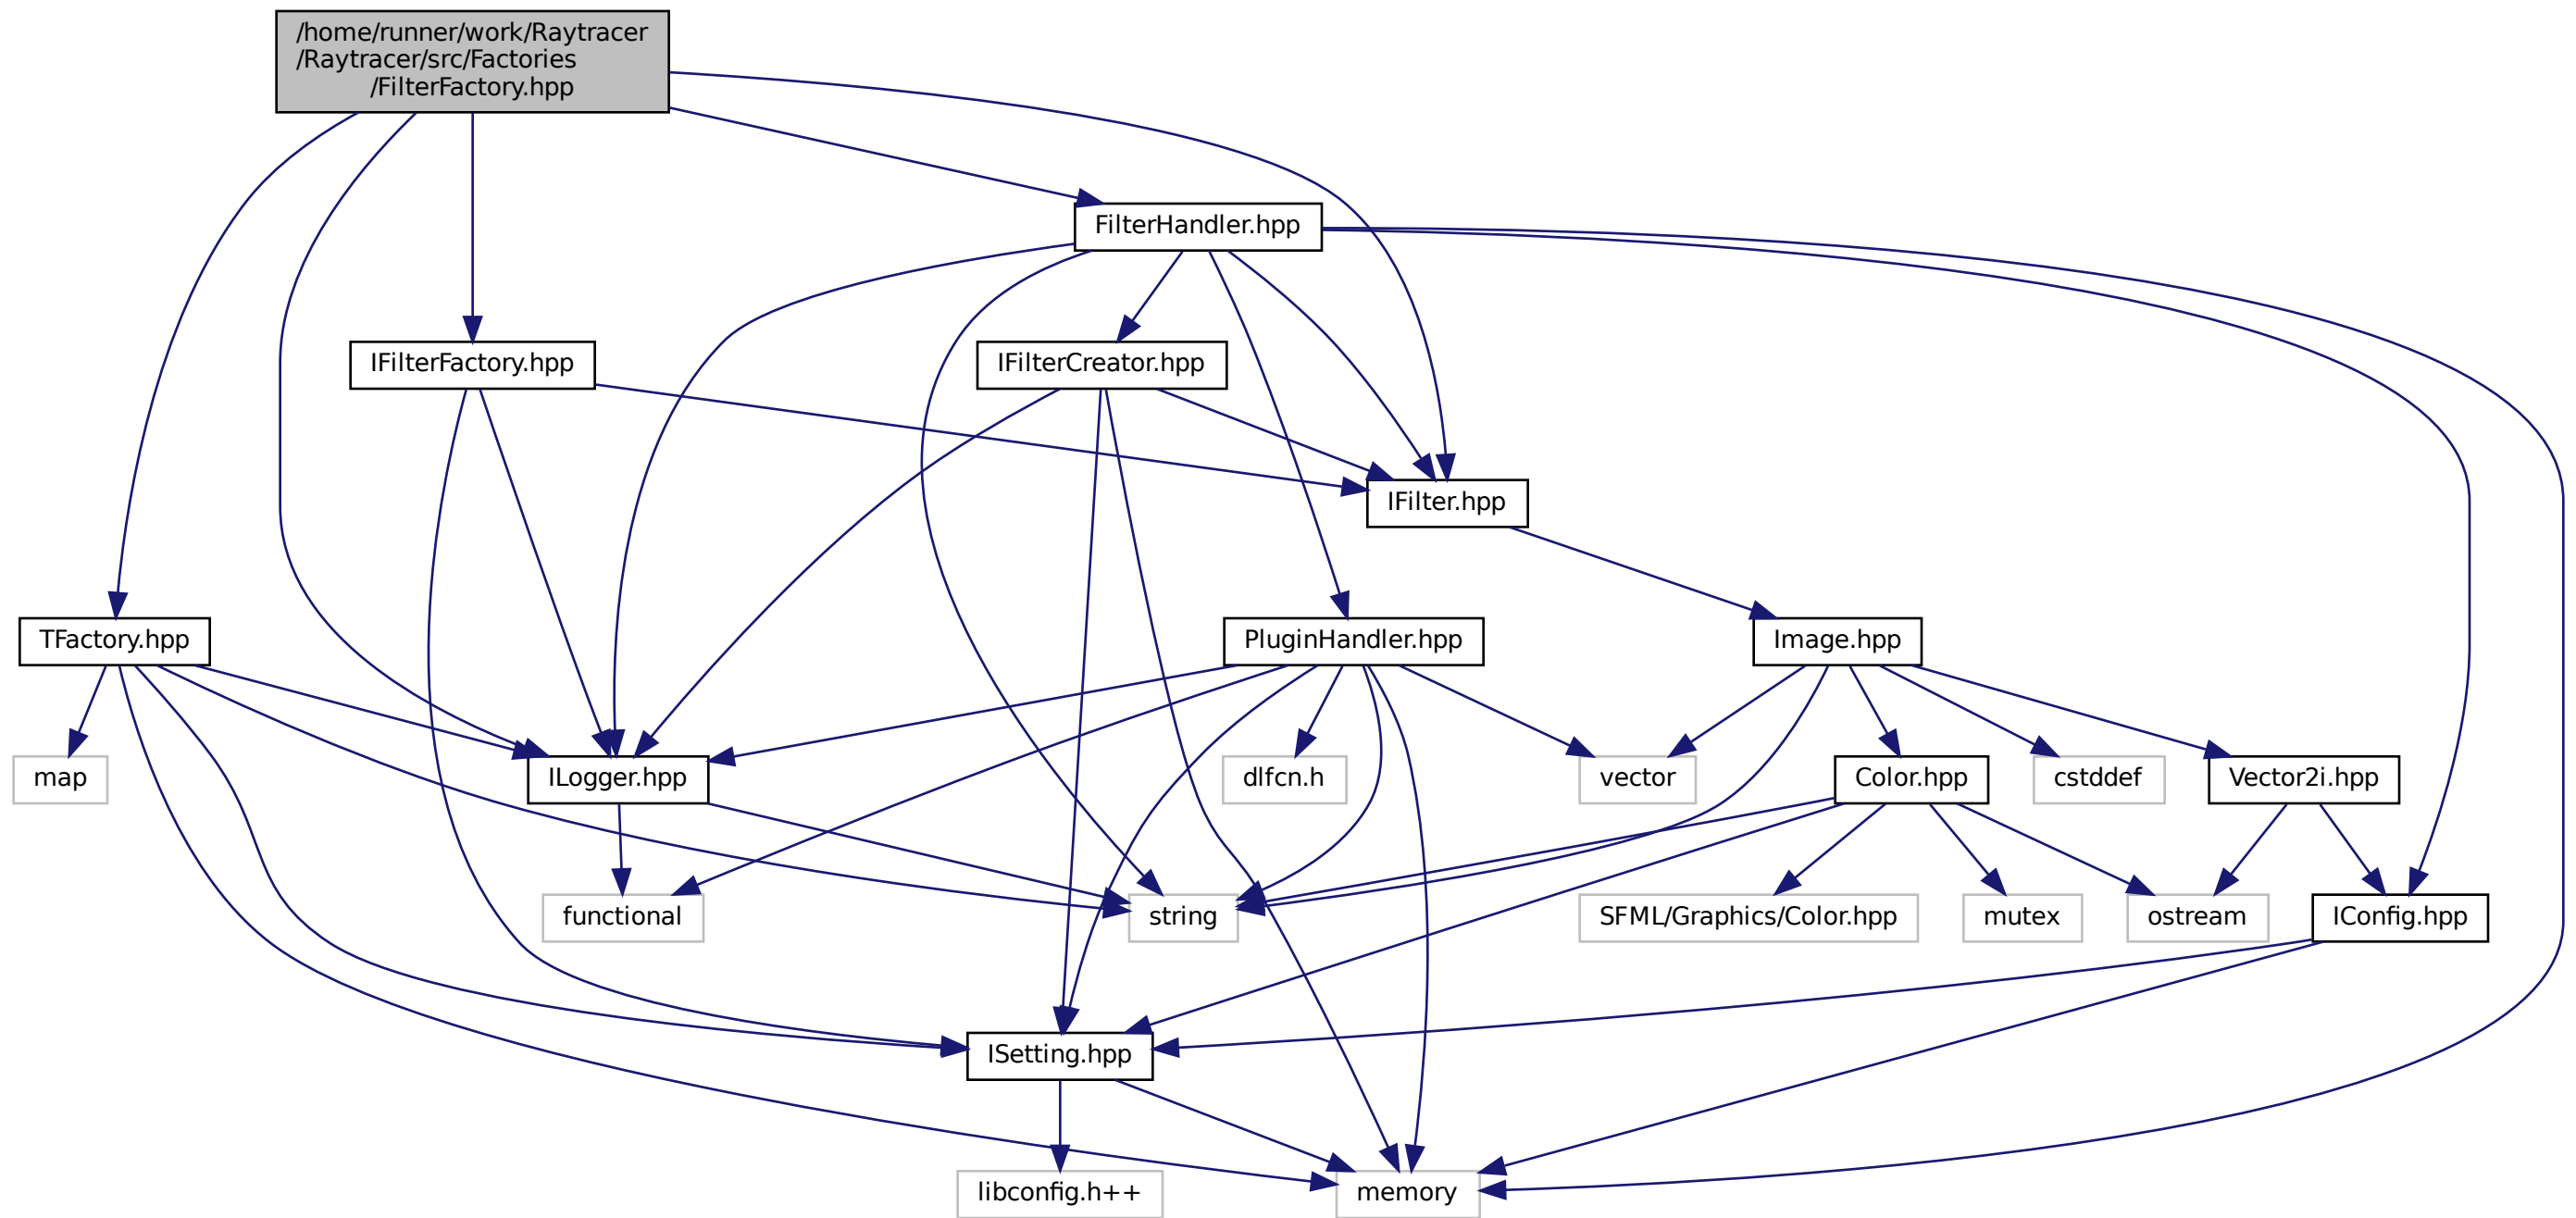 /home/runner/work/Raytracer
/Raytracer/src/Factories
/FilterFactory.hpp
FilterHandler.hpp
IFilterFactory.hpp
IFilterCreator.hpp
IFilter.hpp
TFactory.hpp
PluginHandler.hpp
Image.hpp
map
ILogger.hpp
dlfcn.h
vector
Color.hpp
cstddef
Vector2i.hpp
functional
string
SFML/Graphics/Color.hpp
mutex
ostream
IConfig.hpp
ISetting.hpp
libconfig.h++
memory